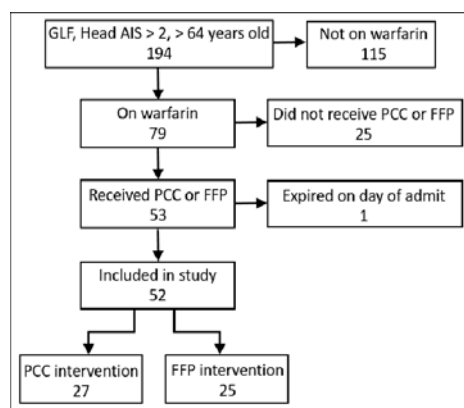 GLF, Head AIS > 2, > 64 years old
194
Not on warfarin
115
On warfarin
79
Did not receive PCC or FFP
25
Received PCC or FFP
53
Expired on day of admit
1
Included in study
52
PCC intervention
27
FFP intervention
25